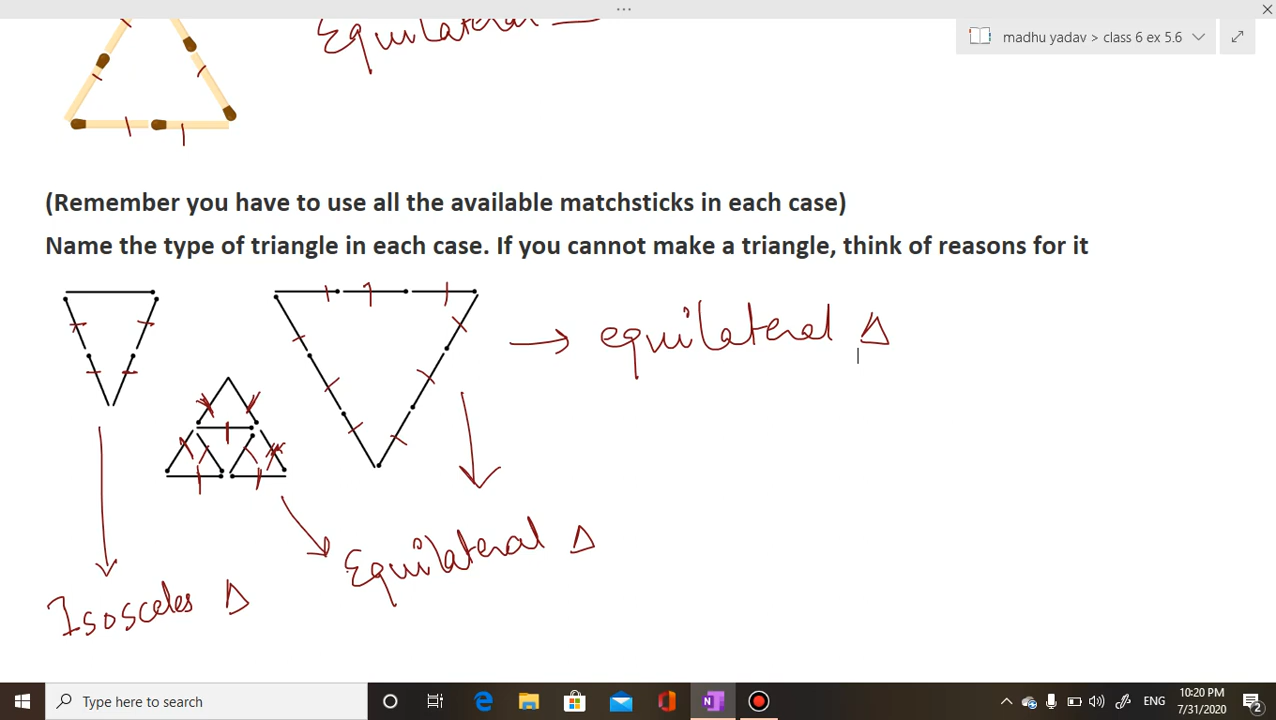 ...
madhu yadav > class 6 ex 5.6
Equilateral
(Remember you have to use all the available matchsticks in each case)
Name the type of triangle in each case. If you cannot make a triangle, think of reasons for it
equilateral Δ
Equilateral Δ
Isosceles Δ
Type here to search
ENG
10:20 PM
7/31/2020
2